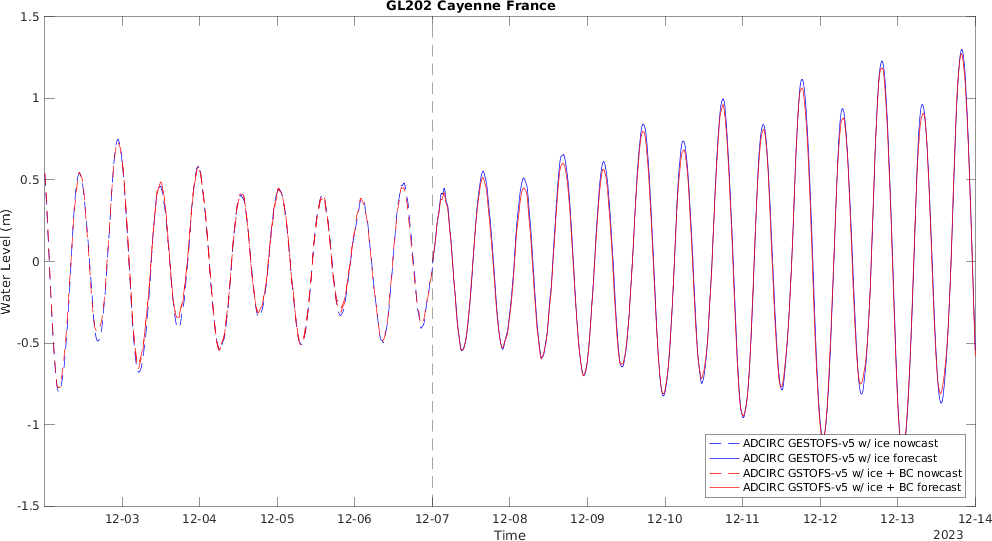 GL202 Cayenne France
1.5
1
0.5
0
-0.5
-1
-1.5
Water Level (m)
12-03 12-04 12-05 12-06 12-07 12-08 12-09 12-10 12-11 12-12 12-13 12-14
Time
2023
ADCIRC GESTOFS-v5 w/ ice nowcast
ADCIRC GESTOFS-v5 w/ ice forecast
ADCIRC GSTOFS-v5 w/ ice + BC nowcast
ADCIRC GSTOFS-v5 w/ ice + BC forecast